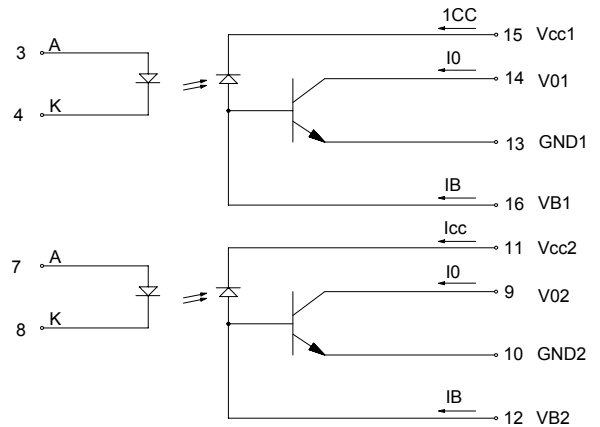 1CC
15 Vcc1
3 A
I0
14 V01
4 K
13 GND1
IB
16 VB1
Icc
11 Vcc2
7 A
I0
9 V02
8 K
10 GND2
IB
12 VB2